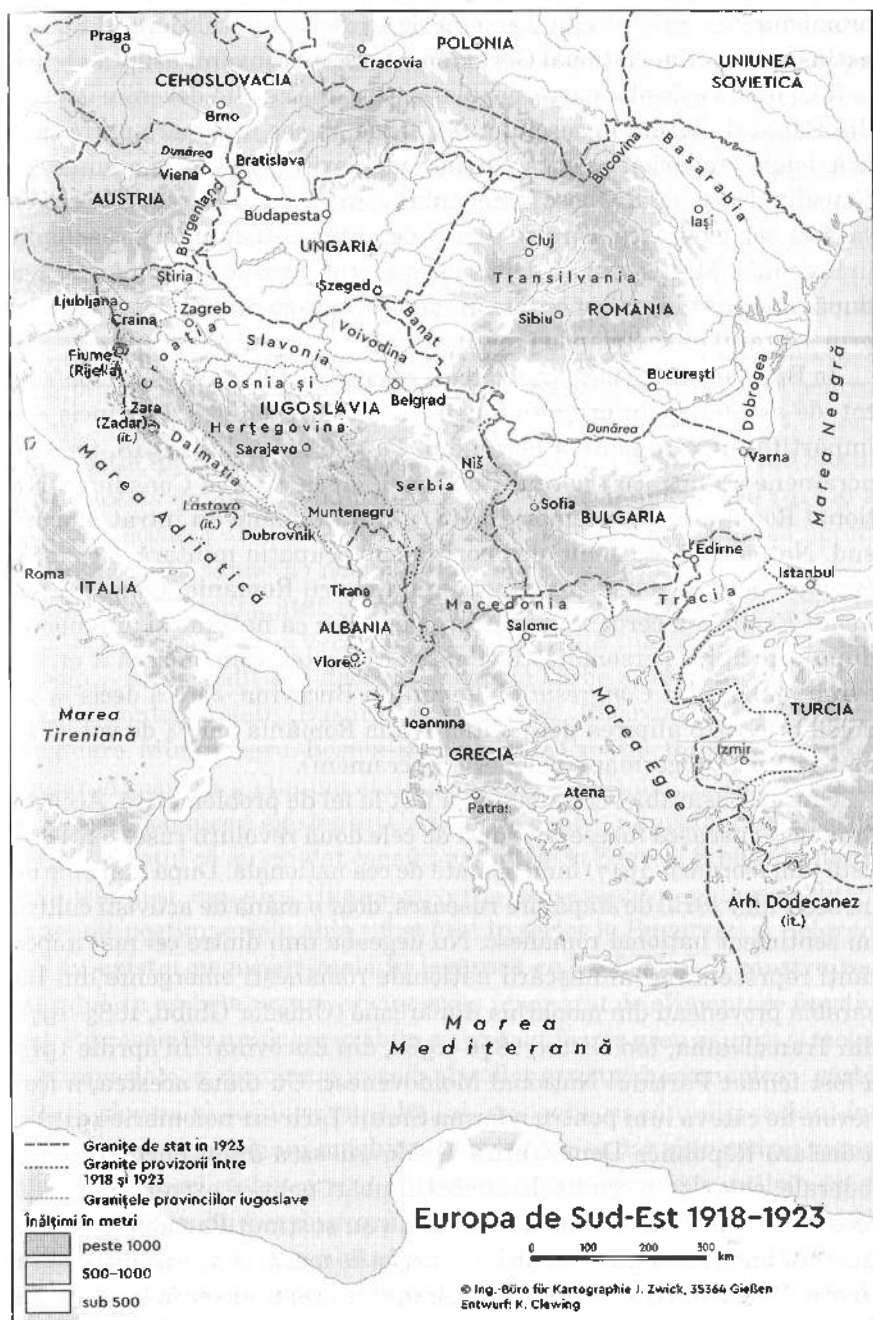 Praga
POLONIA
Cracovia
UNIUNEA
SOVIETICĂ
CEHOSLOVACIA
Brno
Dunărea
Viena
Bratislava
AUSTRIA
Burgenland
Budapesta
UNGARIA
Bucovina
Basarabia
Iași
Cluj
Transilvania
Știria
Szeged
Ljubljana
Craina
Zagreb
Croatia
Slavonia
Voivodina
Banat
Sibiu
ROMÂNIA
Fiume
(Rijeka)
Bosnia și
Herțegovina
IUGOSLAVIA
Belgrad
București
Dobrogea
Dunărea
Marea Neagră
Zara
(Zadar)
(it.)
Dalmația
Sarajevo
Serbia
Niš
Varna
Marea Adriatică
Lastovo
(it.)
Muntenegru
Dubrovnik
Sofia
BULGARIA
Roma
ITALIA
Tirana
ALBANIA
Vlorë
Macedonia
Salonic
Edirne
Tracia
Istanbul
Marea
Tireniană
Ioannina
GRECIA
Marea Egee
TURCIA
Izmir
Patras
Atena
Arh. Dodecanez
(it.)
Marea
Mediterană
Granițe de stat în 1923
Granițe provizorii între
1918 și 1923
Granițele provinciilor iugoslave
Înălțimi în metri
peste 1000
500–1000
sub 500
Europa de Sud-Est 1918–1923
0 100 200 300
km
© Ing.-Büro für Kartographie J. Zwick, 35364 Gießen
Entwurf: K. Clewing